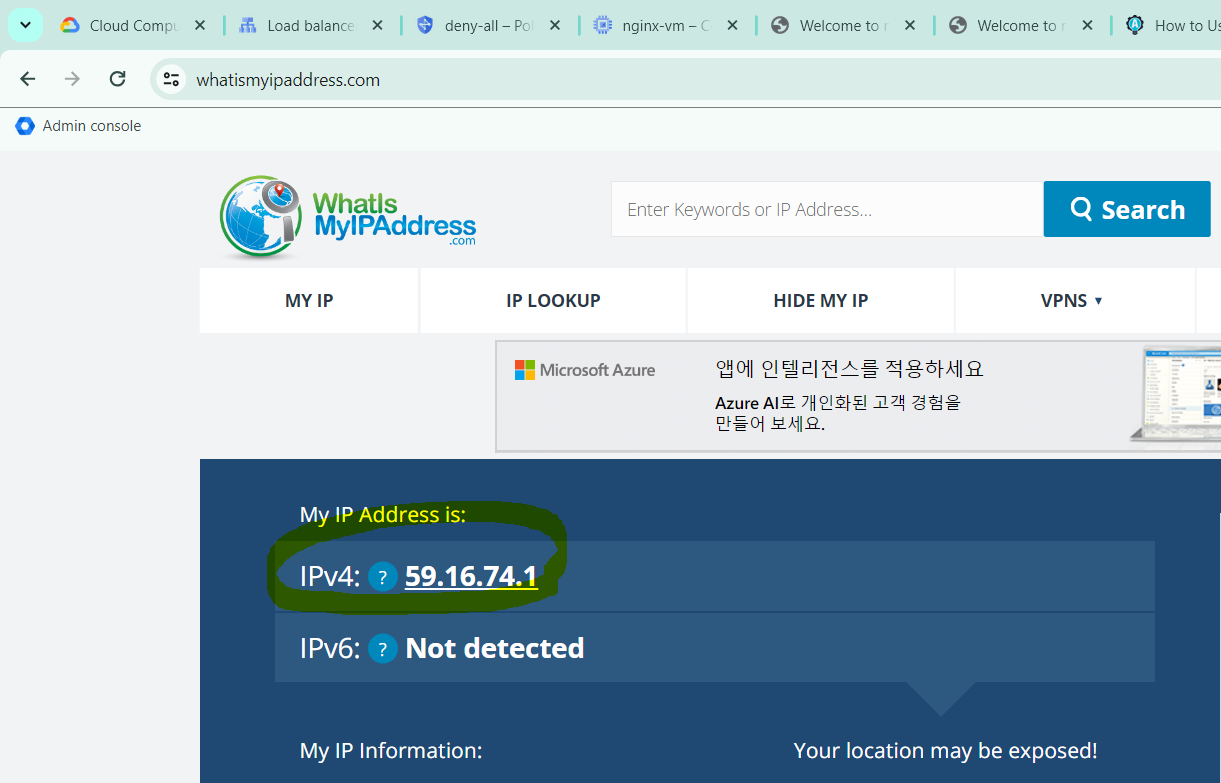 Cloud Compu
Load balance
deny-all – Pol
nginx-vm – C
Welcome to n
Welcome to n
How to Us
whatismyipaddress.com
Admin console
WhatIs
MyIPAddress
.com
Enter Keywords or IP Address...
Search
MY IP
IP LOOKUP
HIDE MY IP
VPNS
Microsoft Azure
앱에 인텔리전스를 적용하세요
Azure AI로 개인화된 고객 경험을
만들어 보세요.
My IP Address is:
IPv4: ? 59.16.74.1
IPv6: ? Not detected
My IP Information:
Your location may be exposed!